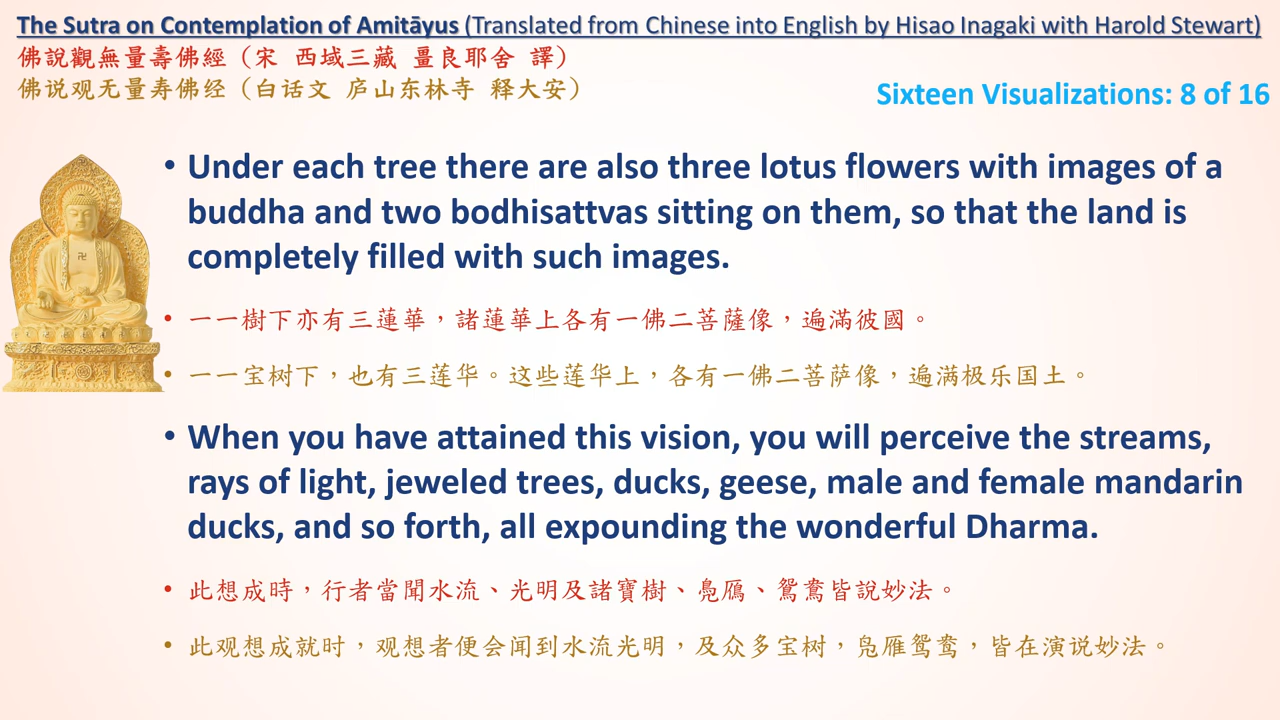 The Sutra on Contemplation of Amitāyus (Translated from Chinese into English by Hisao Inagaki with Harold Stewart)
佛說觀無量壽佛經（宋 西域三藏 畺良耶舍 譯）
佛说观无量寿佛经（白话文 庐山东林寺 释大安）
Sixteen Visualizations: 8 of 16
• Under each tree there are also three lotus flowers with images of a
buddha and two bodhisattvas sitting on them, so that the land is
completely filled with such images.
• 一一樹下亦有三蓮華，諸蓮華上各有一佛二菩薩像，遍滿彼國。
• 一一宝树下，也有三莲华。这些莲华上，各有一佛二菩萨像，遍满极乐国土。
• When you have attained this vision, you will perceive the streams,
rays of light, jeweled trees, ducks, geese, male and female mandarin
ducks, and so forth, all expounding the wonderful Dharma.
• 此想成時，行者當聞水流、光明及諸寶樹、鳧鴈、鴛鴦皆說妙法。
• 此观想成就时，观想者便会闻到水流光明，及众多宝树，凫雁鸳鸯，皆在演说妙法。
卍